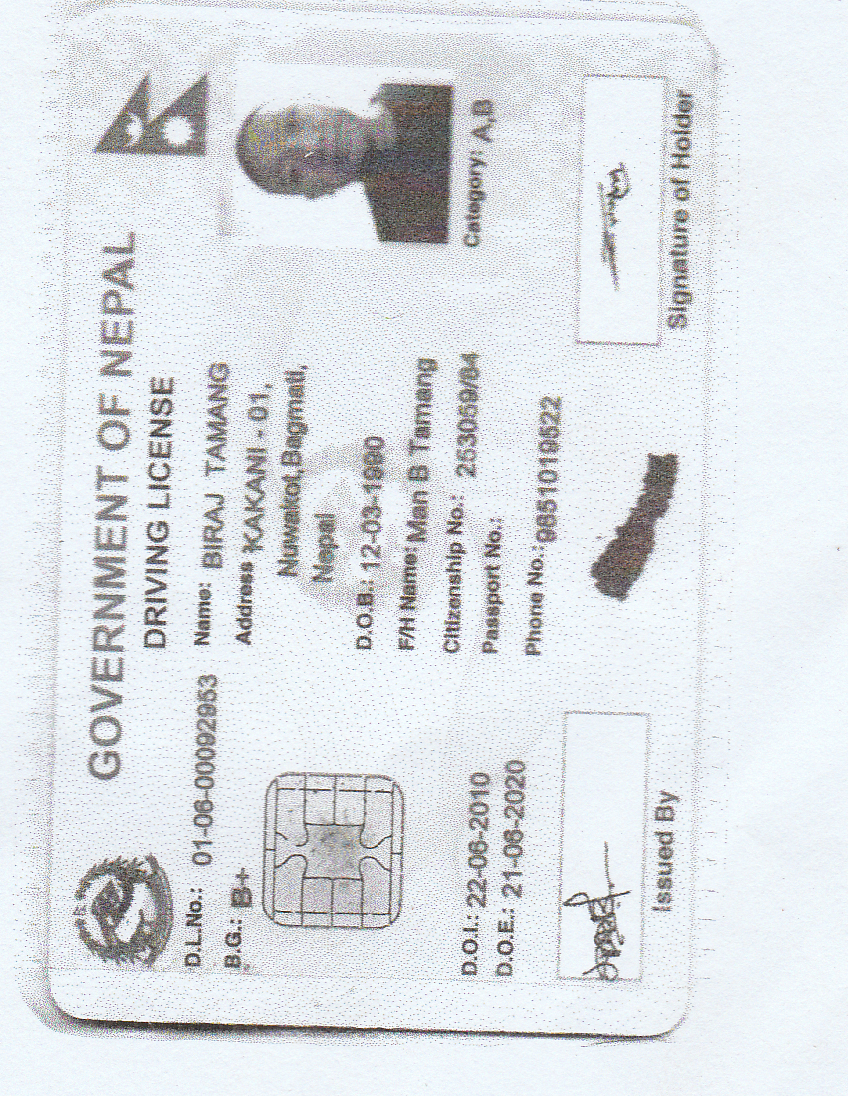 GOVERNMENT OF NEPAL
DRIVING LICENSE
D.L.No.: 01-06-00092953
B.G.: B+
Name: BIRAJ TAMANG
Address KAKANI - 01,
Nuwakot,Bagmati,
Nepal
D.O.B.: 12-03-1990
F/H Name: Man B Tamang
Citizenship No.: 253059/84
Passport No.:
Phone No.: 9851019522
Category: A,B
D.O.I.: 22-06-2010
D.O.E.: 21-06-2020
Issued By
Signature of Holder